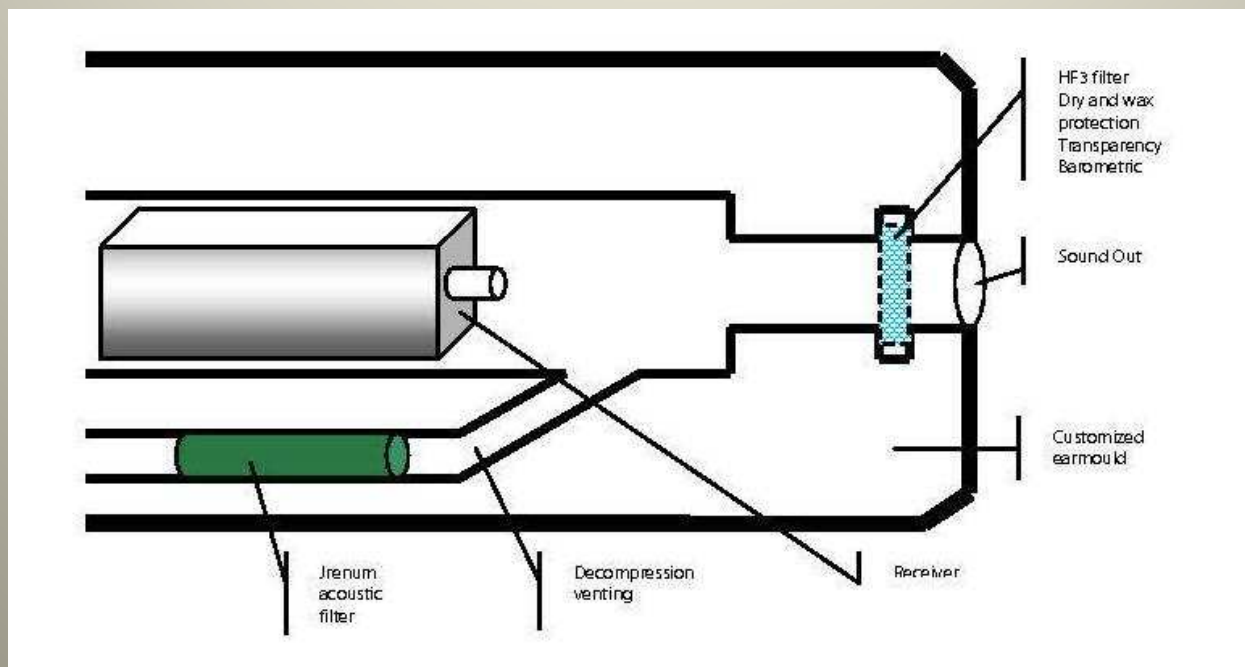 HF3 filter
Dry and wax
protection
Transparency
Barometric
Sound Out
Customized
earmould
Jrenum
acoustic
filter
Decompression
venting
Receiver